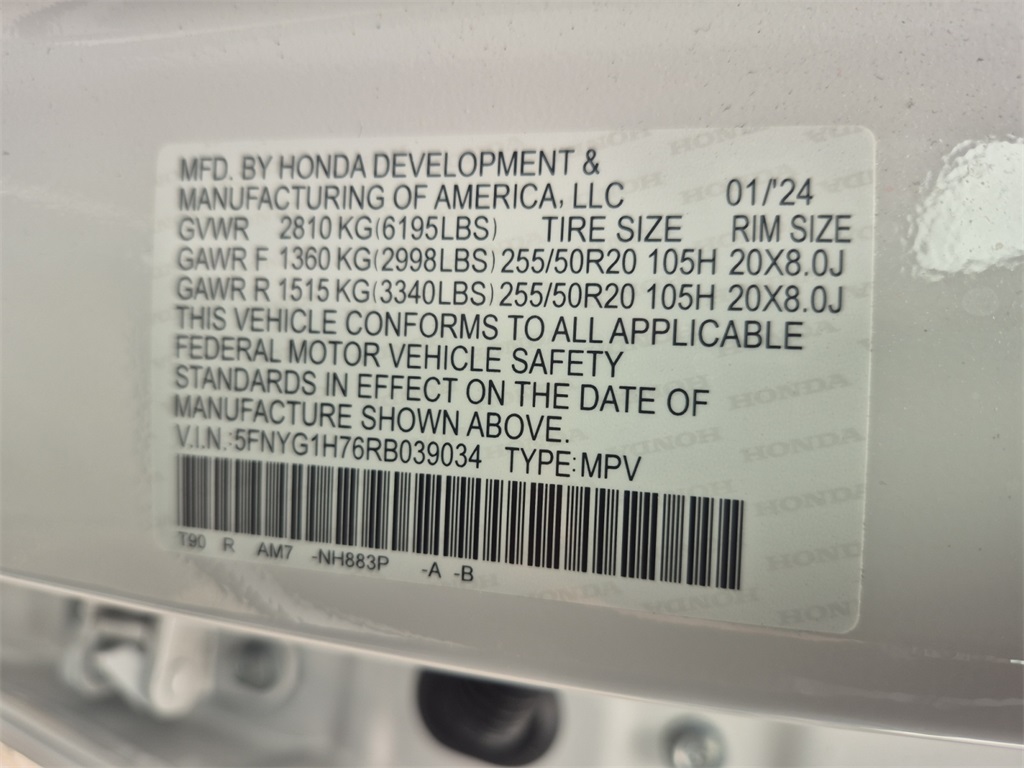 MFD. BY HONDA DEVELOPMENT &
MANUFACTURING OF AMERICA, LLC 01/'24
GVWR 2810 KG(6195LBS) TIRE SIZE RIM SIZE
GAWR F 1360 KG(2998LBS) 255/50R20 105H 20X8.0J
GAWR R 1515 KG(3340LBS) 255/50R20 105H 20X8.0J
THIS VEHICLE CONFORMS TO ALL APPLICABLE
FEDERAL MOTOR VEHICLE SAFETY
STANDARDS IN EFFECT ON THE DATE OF
MANUFACTURE SHOWN ABOVE.
V.I.N.:5FNYG1H76RB039034 TYPE:MPV
T90 R AM7 -NH883P -A -B